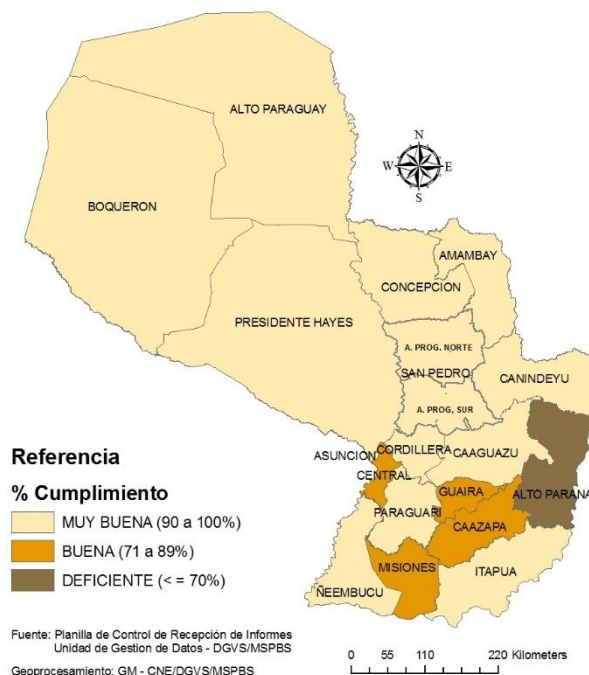 ALTO PARAGUAY
N
W E
S
BOQUERON
AMAMBAY
CONCEPCION
PRESIDENTE HAYES
A. PROG. NORTE
SAN PEDRO
CANINDEYU
A. PROG, SUR
ASUNCION
CORDILLERA
CAAGUAZU
CENTRAL
GUAIRA
ALTO PARANA
PARAGUARI
CAAZAPA
MISIONES
ITAPUA
ÑEEMBUCU
Referencia
% Cumplimiento
MUY BUENA (90 a 100%)
BUENA (71 a 89%)
DEFICIENTE (< = 70%)
Fuente: Planilla de Control de Recepción de Informes
Unidad de Gestion de Datos - DGVS/MSPBS
Geoprocesamiento: GM - CNE/DGVS/MSPBS
0 55 110 220 Kilometers